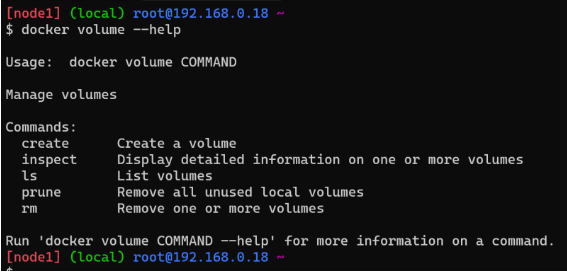 [node1] (local) root@192.168.0.18 ~
$ docker volume --help
Usage:  docker volume COMMAND
Manage volumes
Commands:
  create      Create a volume
  inspect     Display detailed information on one or more volumes
  ls          List volumes
  prune       Remove all unused local volumes
  rm          Remove one or more volumes
Run 'docker volume COMMAND --help' for more information on a command.
[node1] (local) root@192.168.0.18 ~
$